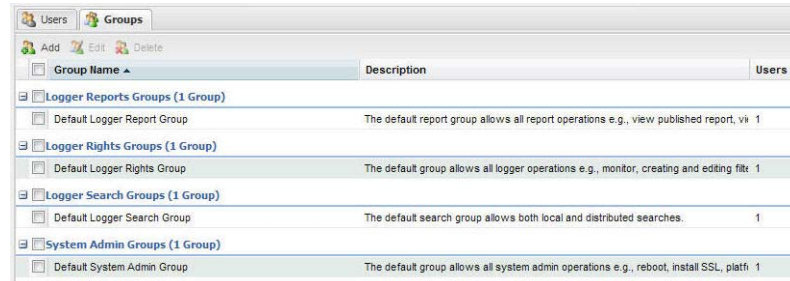 Users Groups
Add Edit Delete
Group Name Description Users
Logger Reports Groups (1 Group)
Default Logger Report Group The default report group allows all report operations e.g., view published report, vi 1
Logger Rights Groups (1 Group)
Default Logger Rights Group The default group allows all logger operations e.g., monitor, creating and editing filte 1
Logger Search Groups (1 Group)
Default Logger Search Group The default search group allows both local and distributed searches. 1
System Admin Groups (1 Group)
Default System Admin Group The default group allows all system admin operations e.g., reboot, install SSL, platf 1